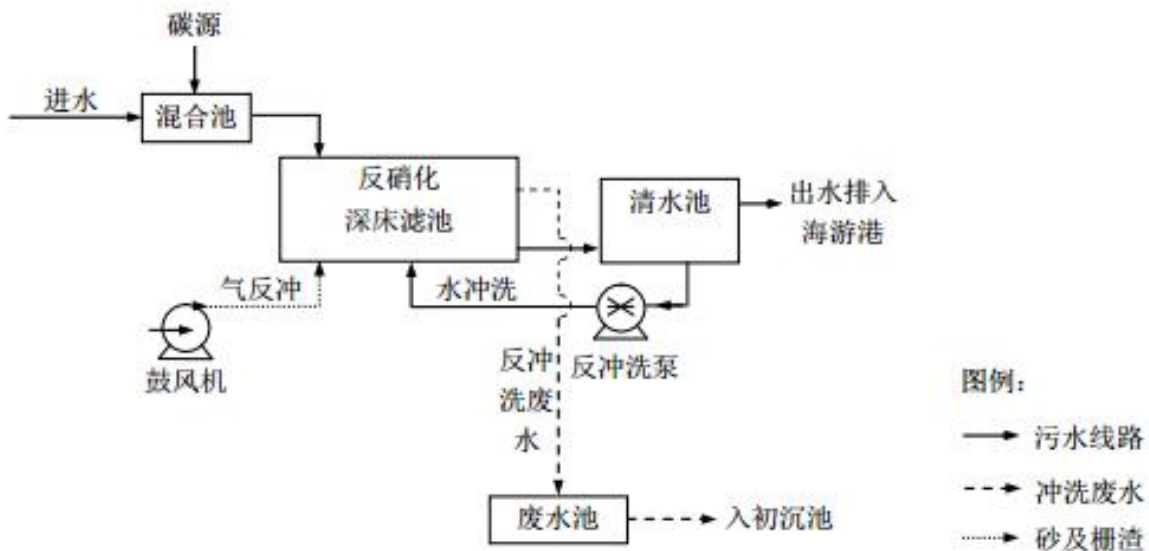 碳源
进水
混合池
反硝化
深床滤池
清水池
出水排入
海游港
气反冲
水冲洗
鼓风机
反冲
洗废
水
反冲洗泵
图例：
污水线路
冲洗废水
砂及栅渣
废水池
入初沉池